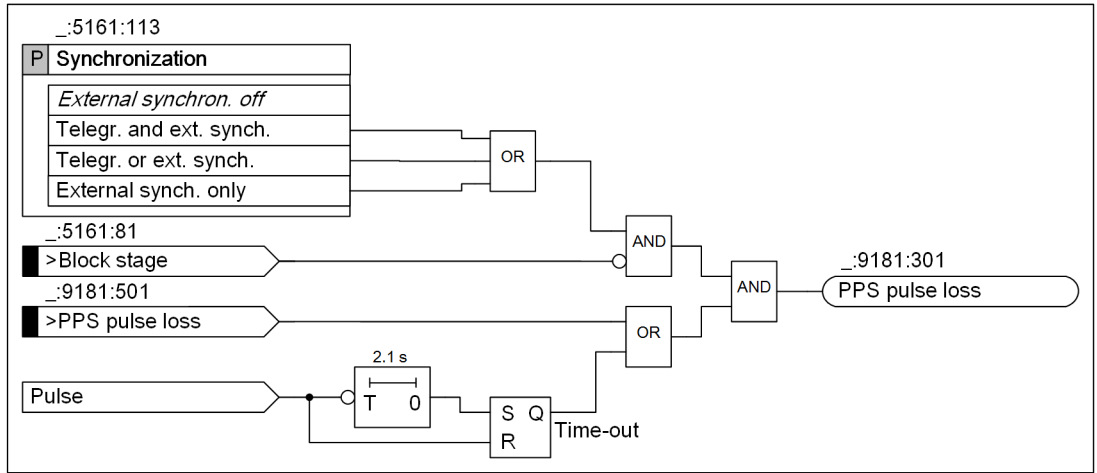 _:5161:113
P Synchronization
External synchron. off
Telegr. and ext. synch.
Telegr. or ext. synch.
External synch. only
OR
_:5161:81
>Block stage
AND
_:9181:501
>PPS pulse loss
OR
AND
_:9181:301
PPS pulse loss
2.1 s
Pulse
T 0
S Q
R
Time-out